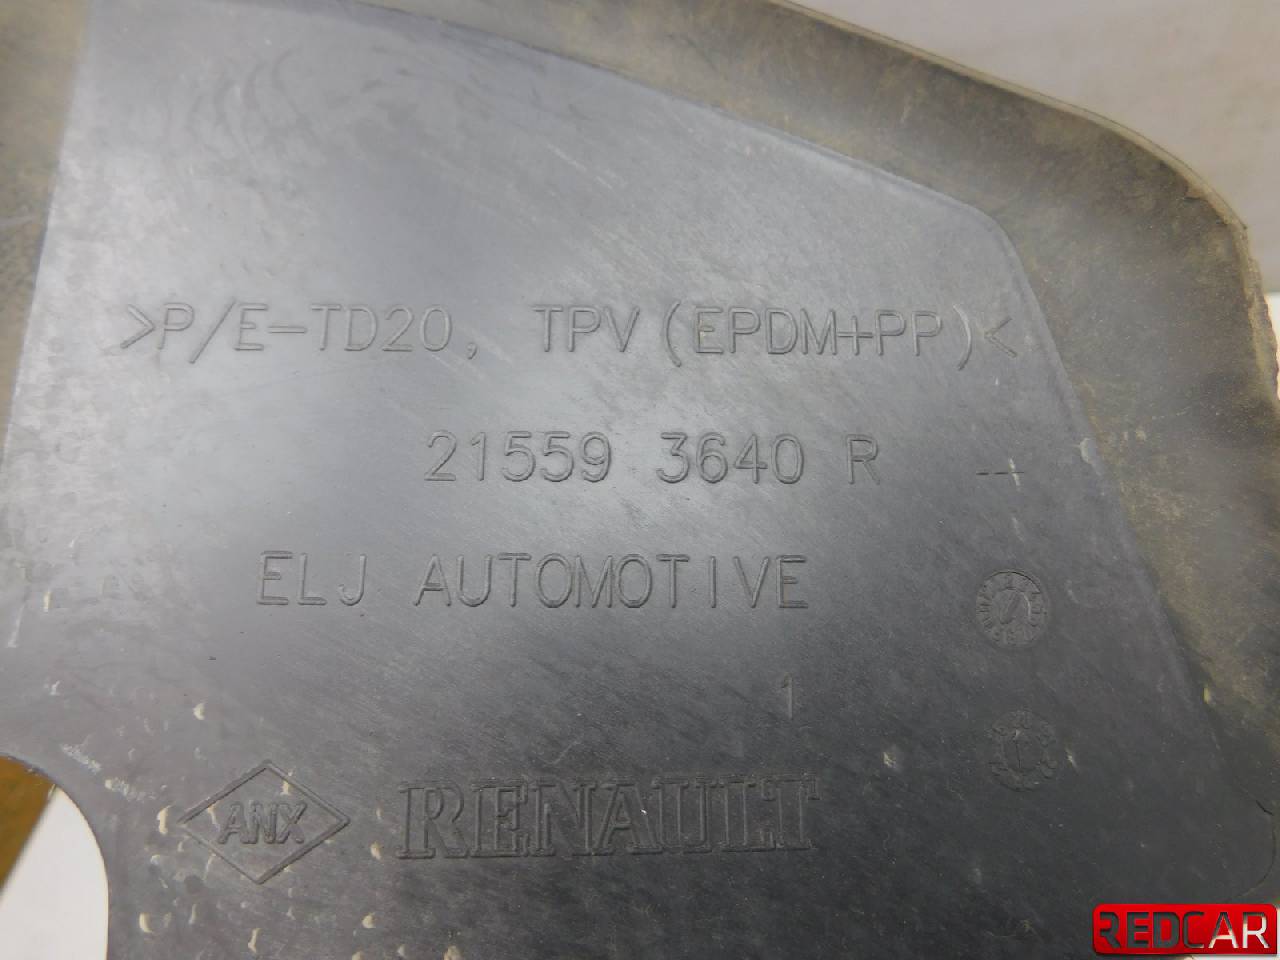 >P/E-TD20, TPV(EPDM+PP)<
21559 3640 R
ELJ AUTOMOTIVE
1
ANX RENAULT
REDCAR